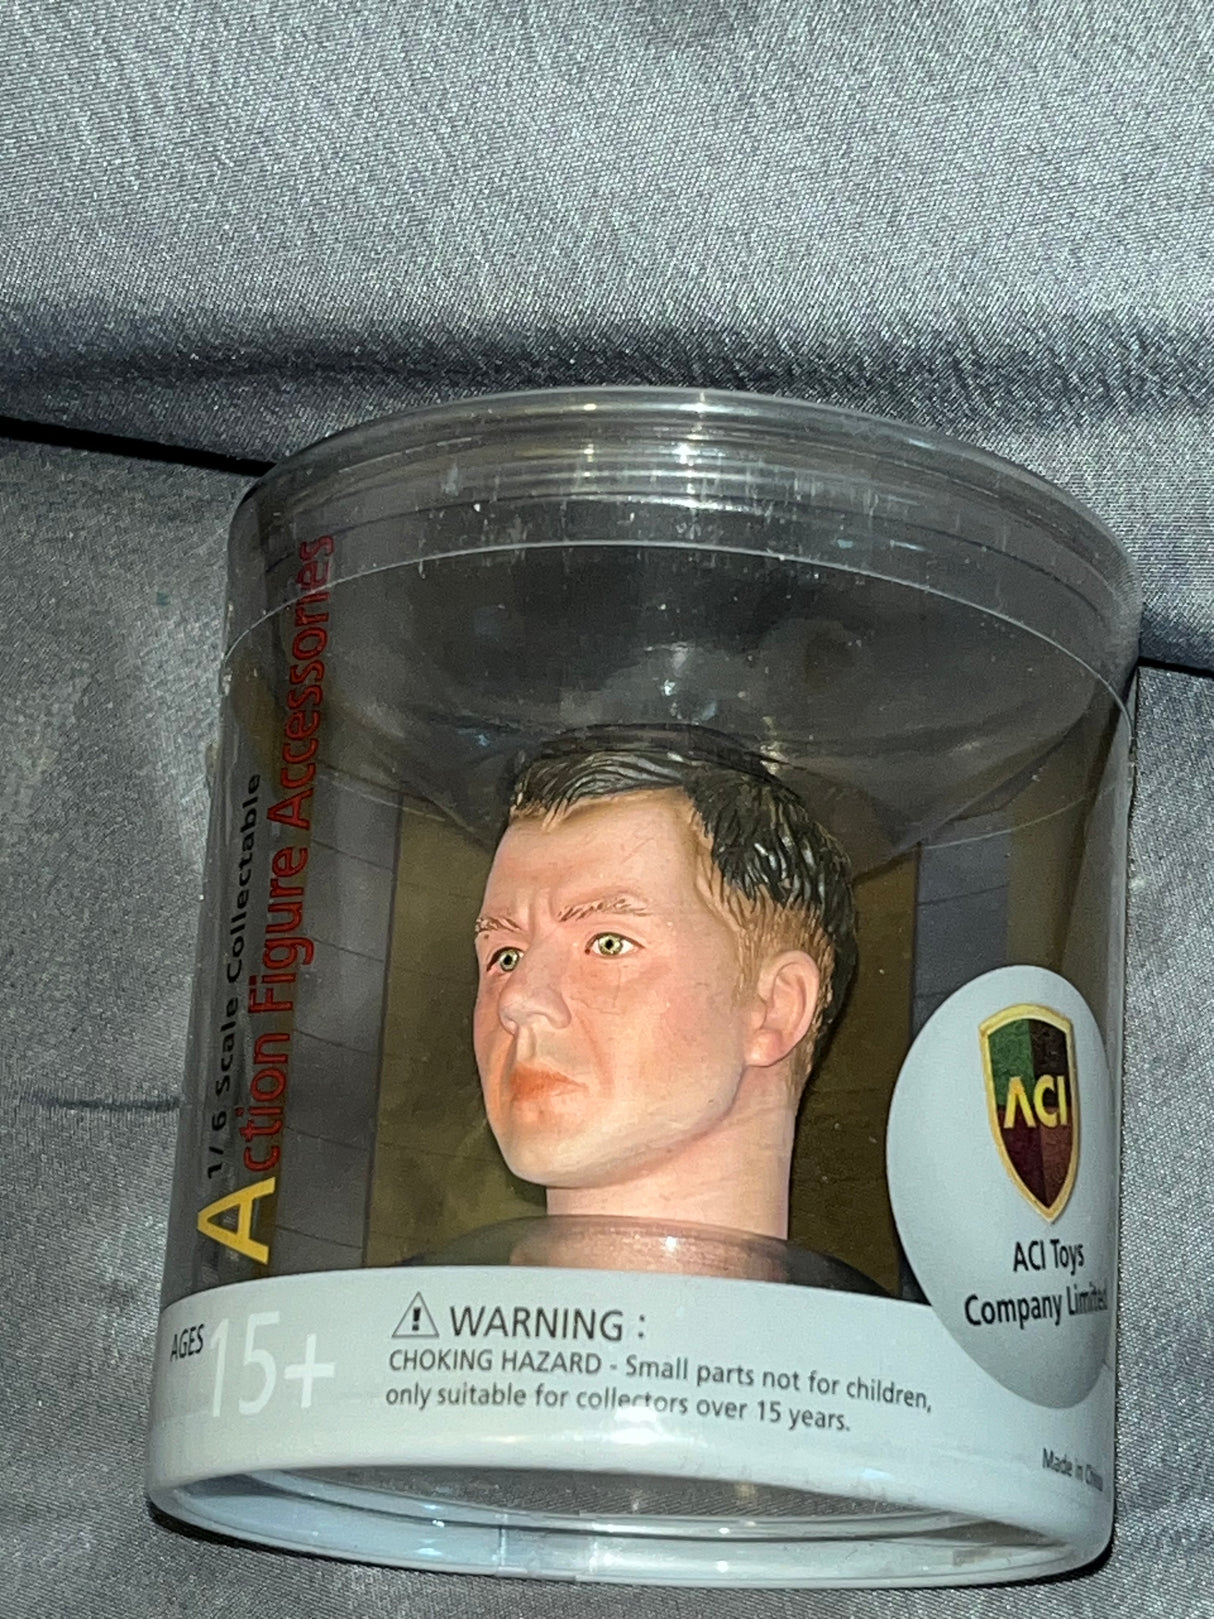 1/6 Scale Collectable
Action Figure Accessories
ACI
ACI Toys
Company Limited
AGES
15+
WARNING :
CHOKING HAZARD - Small parts not for children,
only suitable for collectors over 15 years.
Made in China